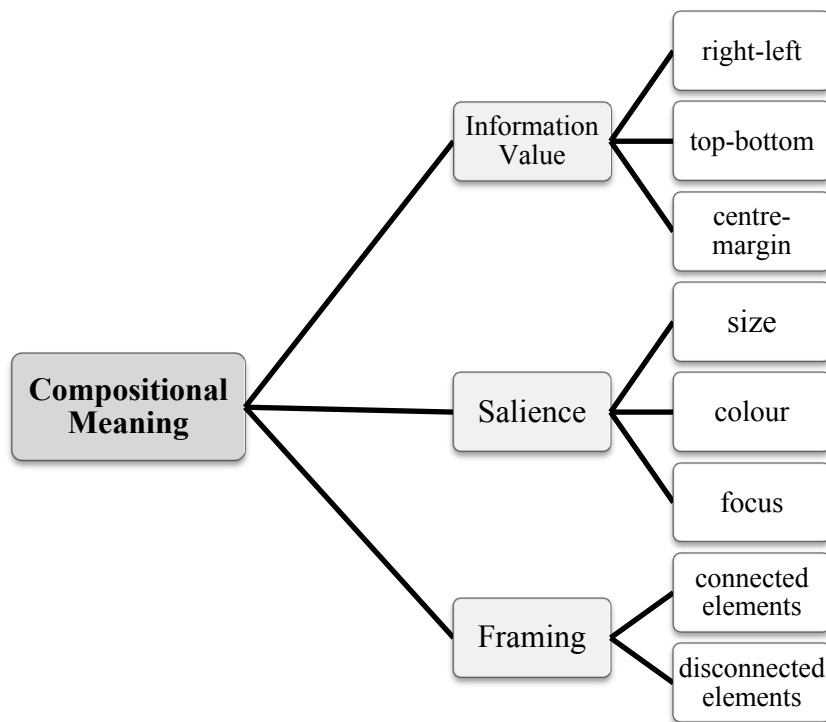 Compositional
Meaning
Information
Value
right-left
top-bottom
centre-
margin
Salience
size
colour
focus
Framing
connected
elements
disconnected
elements